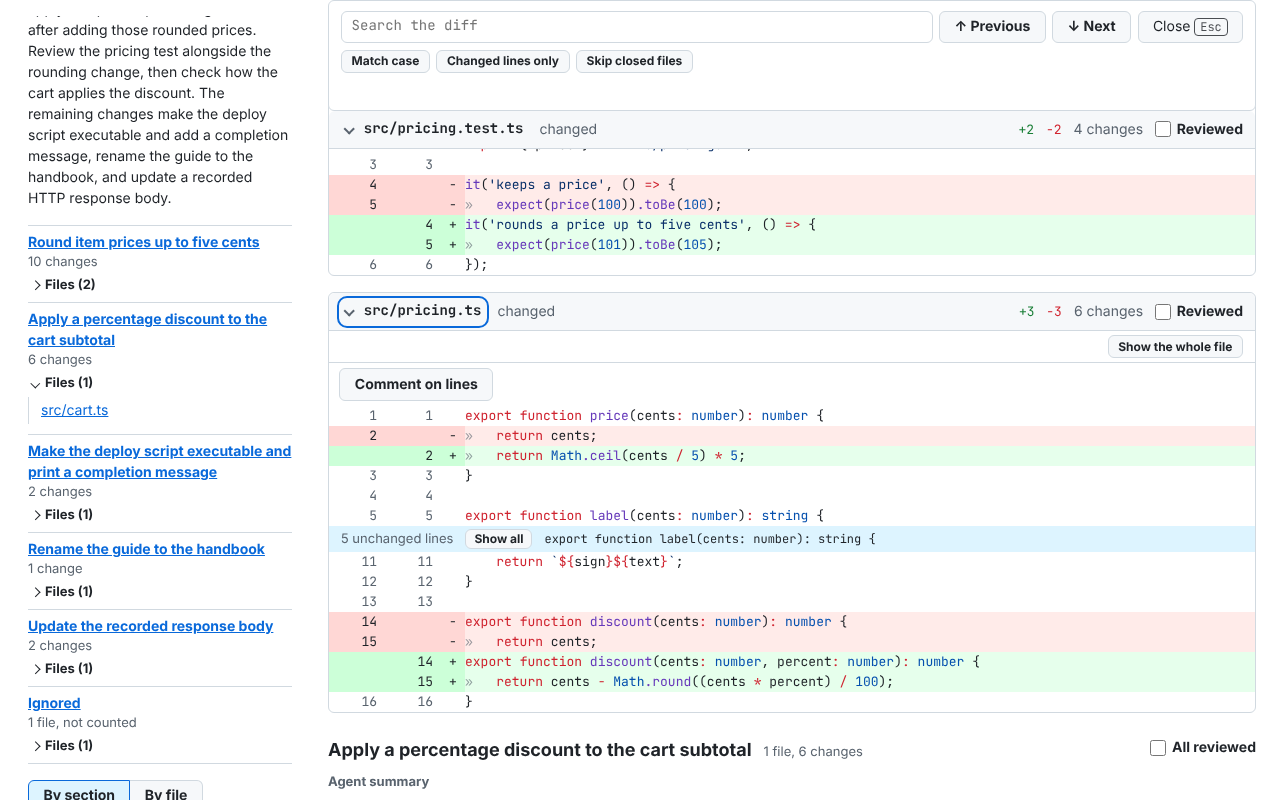 after adding those rounded prices.
Review the pricing test alongside the
rounding change, then check how the
cart applies the discount. The
remaining changes make the deploy
script executable and add a completion
message, rename the guide to the
handbook, and update a recorded
HTTP response body.
Round item prices up to five cents
10 changes
Files (2)
Apply a percentage discount to the
cart subtotal
6 changes
Files (1)
src/cart.ts
Make the deploy script executable and
print a completion message
2 changes
Files (1)
Rename the guide to the handbook
1 change
Files (1)
Update the recorded response body
2 changes
Files (1)
Ignored
1 file, not counted
Files (1)
By section By file
Search the diff
↑ Previous ↓ Next Close Esc
Match case Changed lines only Skip closed files
src/pricing.test.ts changed +2 -2 4 changes Reviewed
3 3
4 - it('keeps a price', () => {
5 - » expect(price(100)).toBe(100);
4 + it('rounds a price up to five cents', () => {
5 + » expect(price(101)).toBe(105);
6 6 });
src/pricing.ts changed +3 -3 6 changes Reviewed
Show the whole file
Comment on lines
1 1 export function price(cents: number): number {
2 - » return cents;
2 + » return Math.ceil(cents / 5) * 5;
3 3 }
4 4
5 5 export function label(cents: number): string {
5 unchanged lines Show all export function label(cents: number): string {
11 11 return `${sign}${text}`;
12 12 }
13 13
14 - export function discount(cents: number): number {
15 - » return cents;
14 + export function discount(cents: number, percent: number): number {
15 + » return cents - Math.round((cents * percent) / 100);
16 16 }
Apply a percentage discount to the cart subtotal 1 file, 6 changes All reviewed
Agent summary